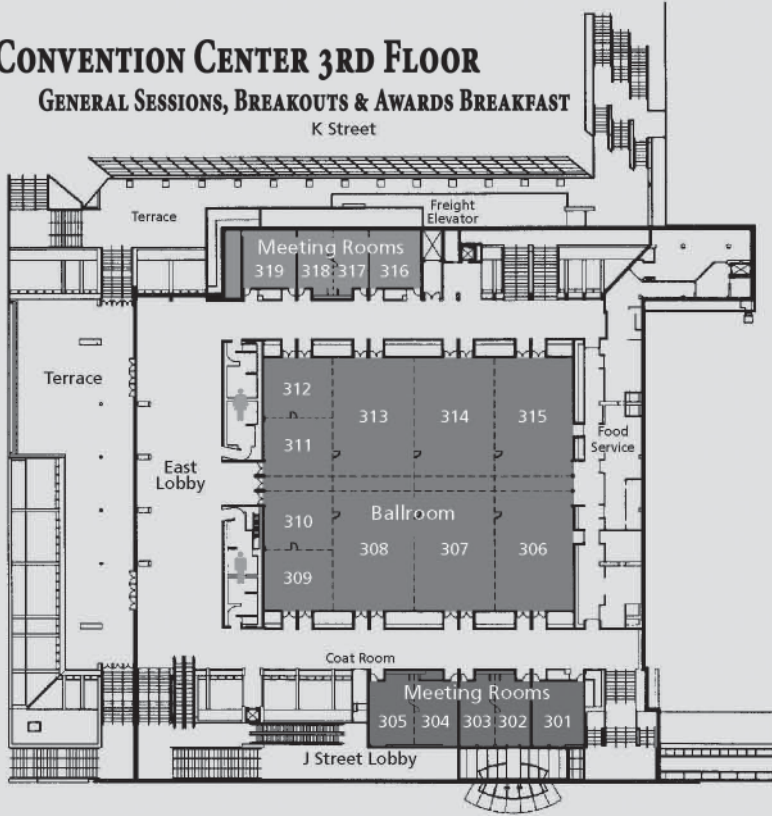 CONVENTION CENTER 3RD FLOOR
GENERAL SESSIONS, BREAKOUTS & AWARDS BREAKFAST
K Street
Terrace
Freight
Elevator
Meeting Rooms
319 318 317 316
Terrace
312
313 314 315
311
Food
Service
East
Lobby
310
Ballroom
308 307 306
309
Coat Room
Meeting Rooms
305 304 303 302 301
J Street Lobby